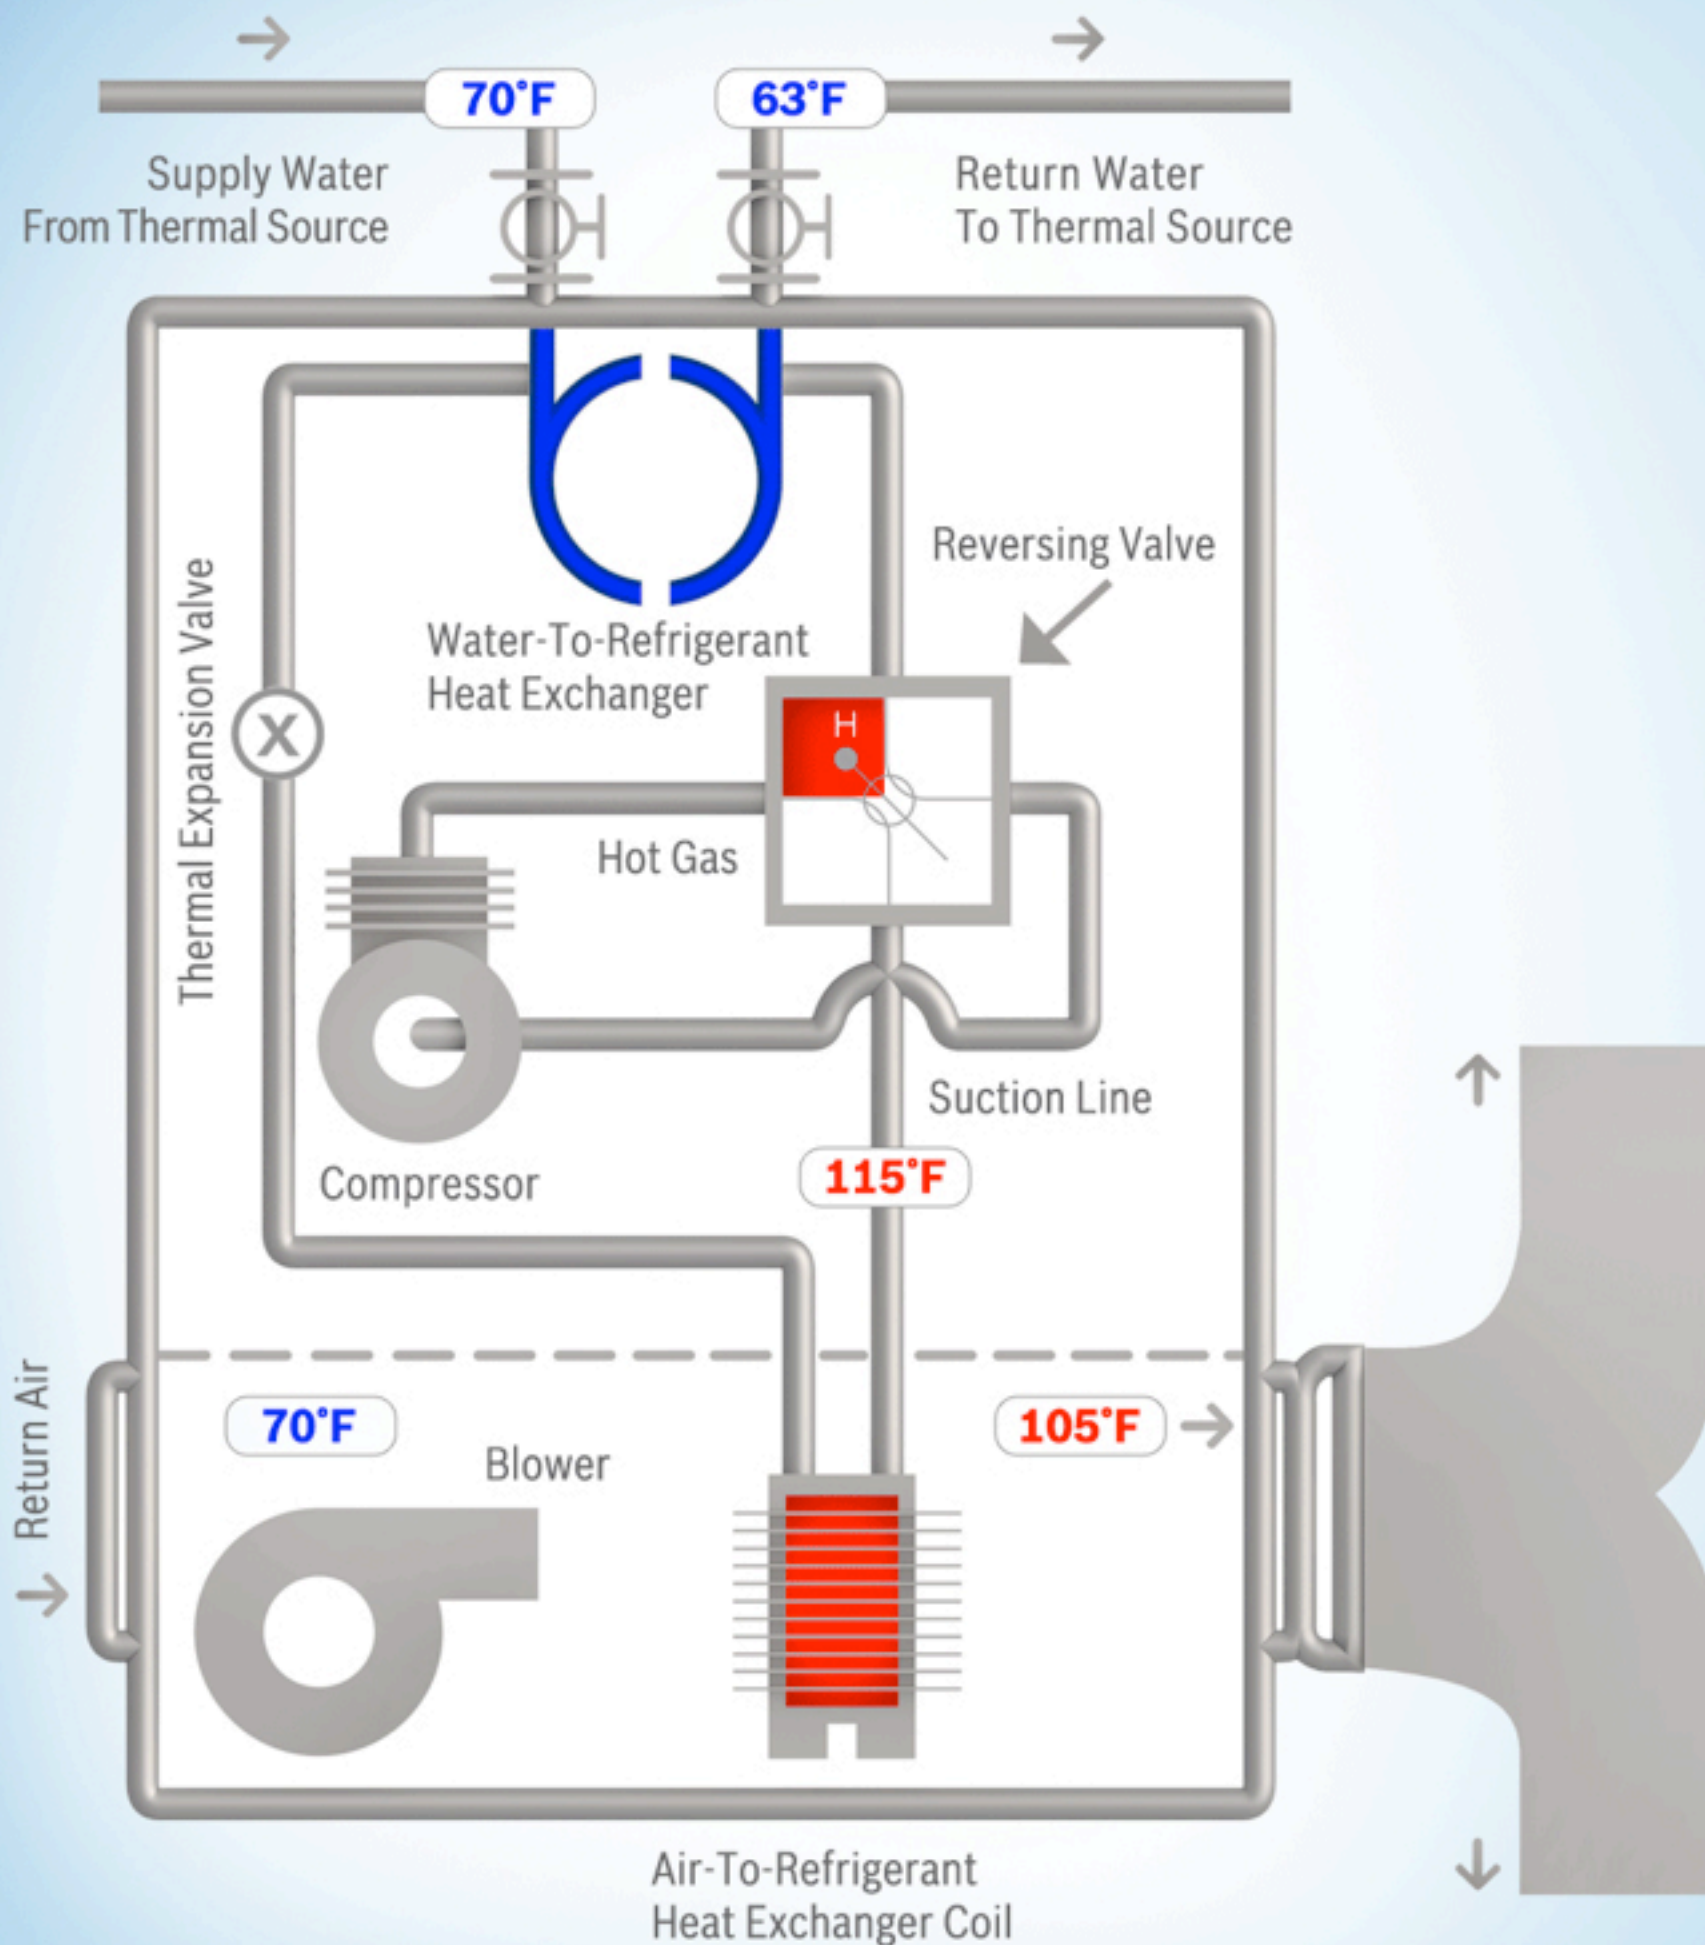 70°F
63°F
Supply Water
From Thermal Source
Return Water
To Thermal Source
Reversing Valve
Thermal Expansion Valve
Water-To-Refrigerant
Heat Exchanger
H
X
Hot Gas
Suction Line
Compressor
115°F
Return Air
70°F
105°F
Blower
Air-To-Refrigerant
Heat Exchanger Coil